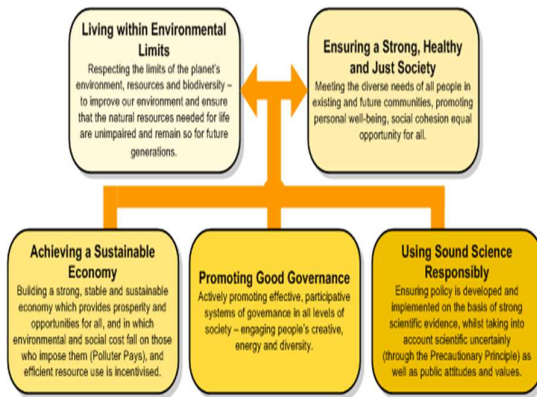 Living within Environmental
Limits
Respecting the limits of the planet's
environment, resources and biodiversity –
to improve our environment and ensure
that the natural resources needed for life
are unimpaired and remain so for future
generations.
Ensuring a Strong, Healthy
and Just Society
Meeting the diverse needs of all people in
existing and future communities, promoting
personal well-being, social cohesion equal
opportunity for all.
Achieving a Sustainable
Economy
Building a strong, stable and sustainable
economy which provides prosperity and
opportunities for all, and in which
environmental and social cost fall on those
who impose them (Polluter Pays), and
efficient resource use is incentivised.
Promoting Good Governance
Actively promoting effective, participative
systems of governance in all levels of
society – engaging people's creative,
energy and diversity.
Using Sound Science
Responsibly
Ensuring policy is developed and
implemented on the basis of strong
scientific evidence, whilst taking into
account scientific uncertainly
(through the Precautionary Principle) as
well as public attitudes and values.